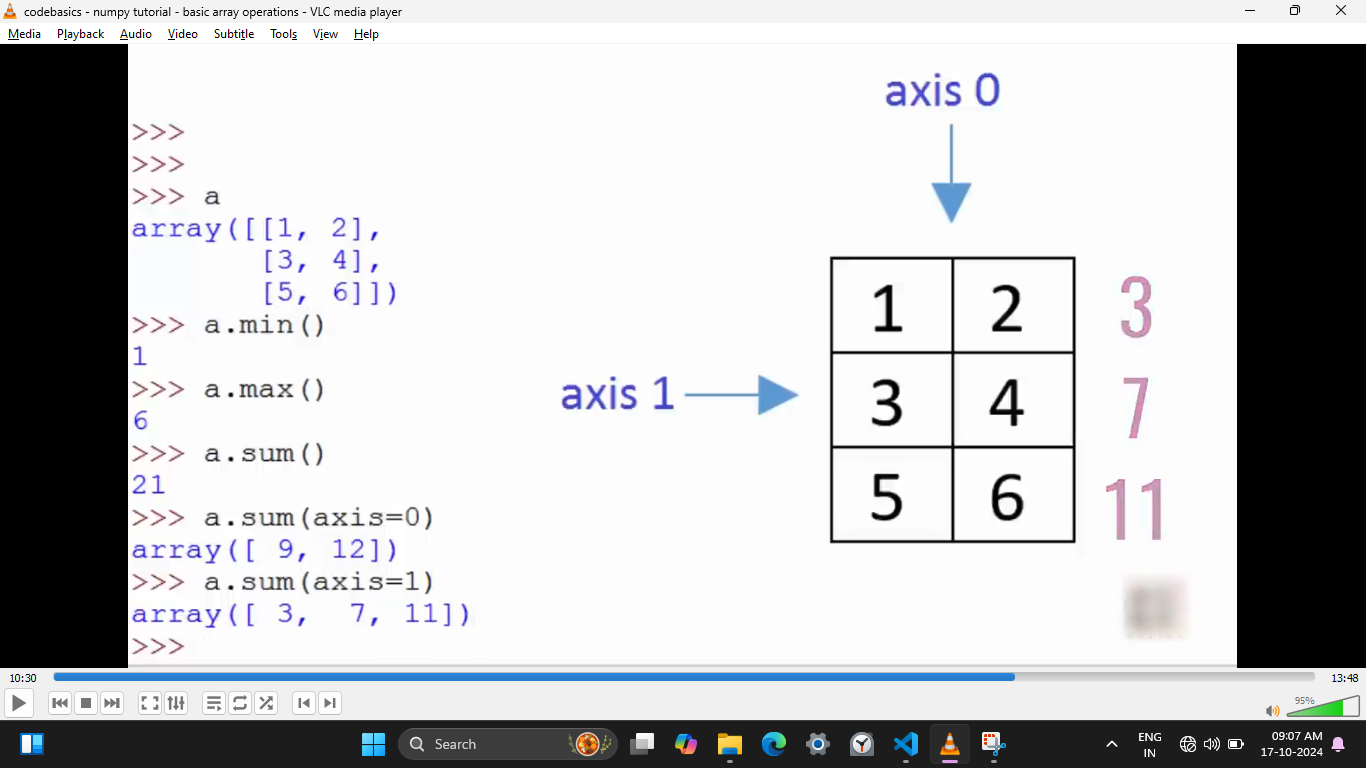 codebasics - numpy tutorial - basic array operations - VLC media player
Media Playback Audio Video Subtitle Tools View Help
>>>
>>>
>>> a
array([[1, 2],
[3, 4],
[5, 6]])
>>> a.min()
1
>>> a.max()
6
>>> a.sum()
21
>>> a.sum(axis=0)
array([ 9, 12])
>>> a.sum(axis=1)
array([ 3, 7, 11])
>>>
axis 0
axis 1
1 2 3
3 4 7
5 6 11
10:30
13:48
95%
Search
ENG
IN
09:07 AM
17-10-2024